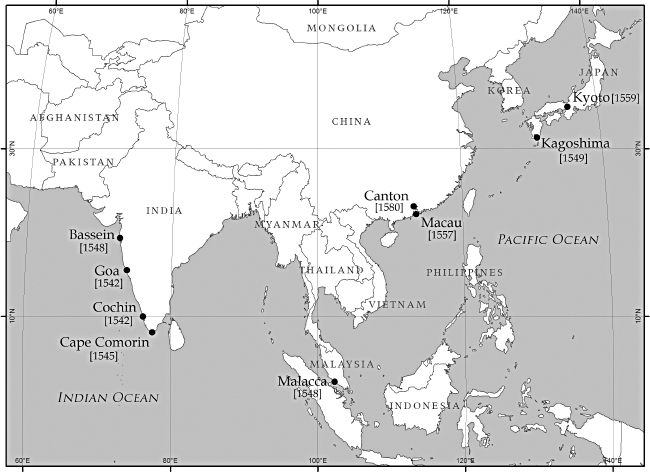 60°E 80°E 100°E 120°E 140°E
MONGOLIA
JAPAN
KOREA
Kyoto[1559]
AFGHANISTAN
CHINA
Kagoshima
[1549]
30°N 30°N
PAKISTAN
Canton
[1580]
INDIA
Macau
[1557]
MYANMAR
Bassein
[1548]
PACIFIC OCEAN
Goa
[1542]
THAILAND
PHILIPPINES
VIETNAM
Cochin
[1542]
10°N 10°N
Cape Comorin
[1545]
MALAYSIA
Malacca
[1548]
INDIAN OCEAN
INDONESIA
60°E 80°E 100°E 120°E 140°E